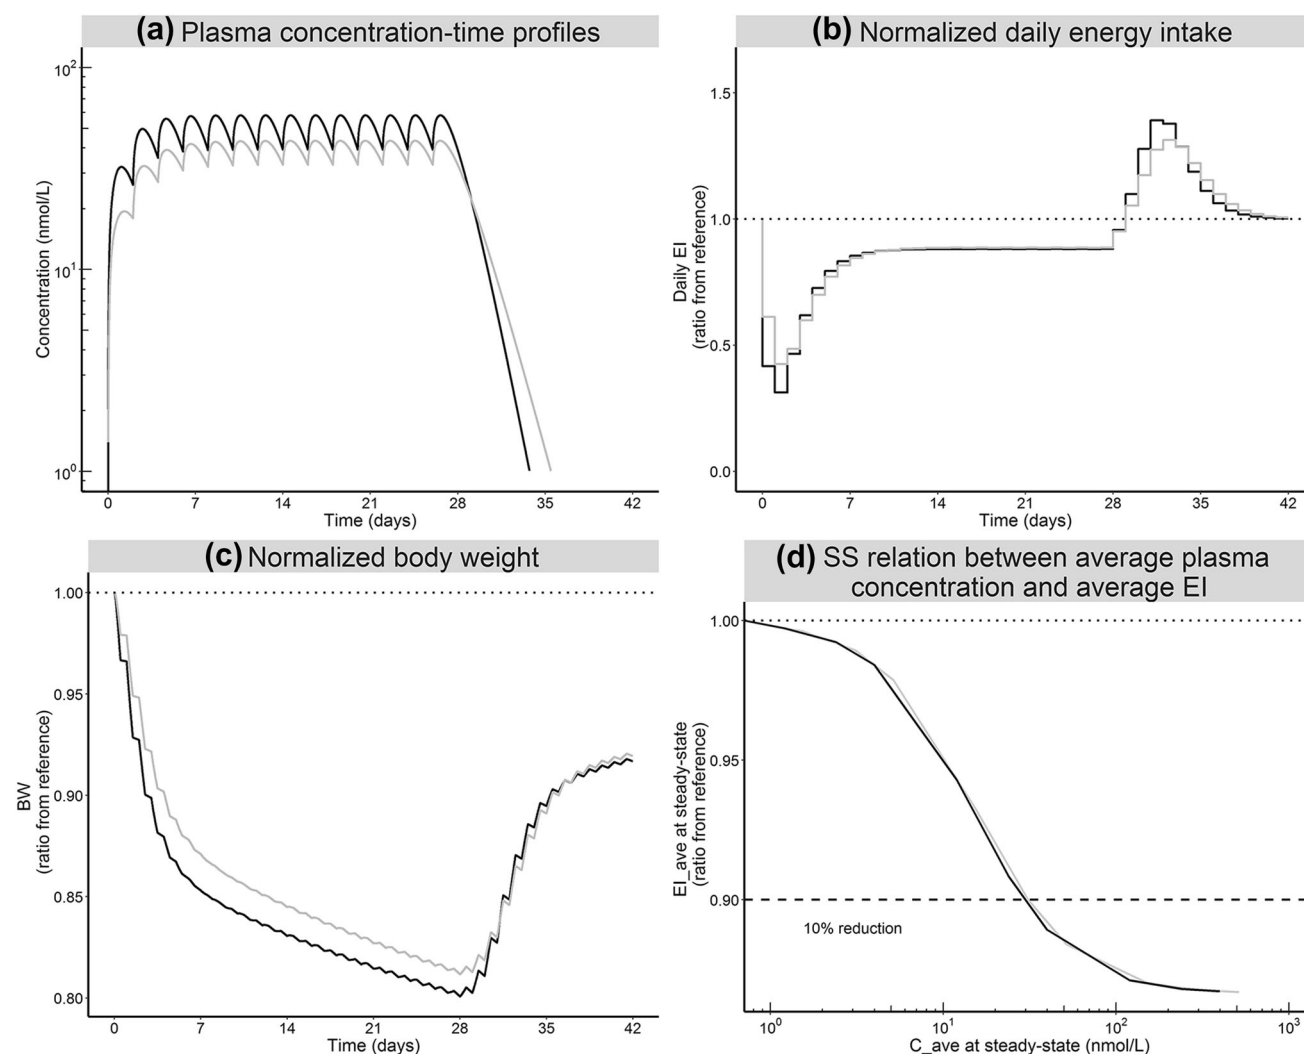 (a) Plasma concentration-time profiles
10²
10¹
10⁰
Concentration (nmol/L)
0 7 14 21 28 35 42
Time (days)
(b) Normalized daily energy intake
1.5
1.0
0.5
0.0
Daily EI
(ratio from reference)
0 7 14 21 28 35 42
Time (days)
(c) Normalized body weight
1.00
0.95
0.90
0.85
0.80
BW
(ratio from reference)
0 7 14 21 28 35 42
Time (days)
(d) SS relation between average plasma
concentration and average EI
1.00
0.95
0.90
EI_ave at steady-state
(ratio from reference)
10% reduction
10⁰ 10¹ 10² 10³
C_ave at steady-state (nmol/L)